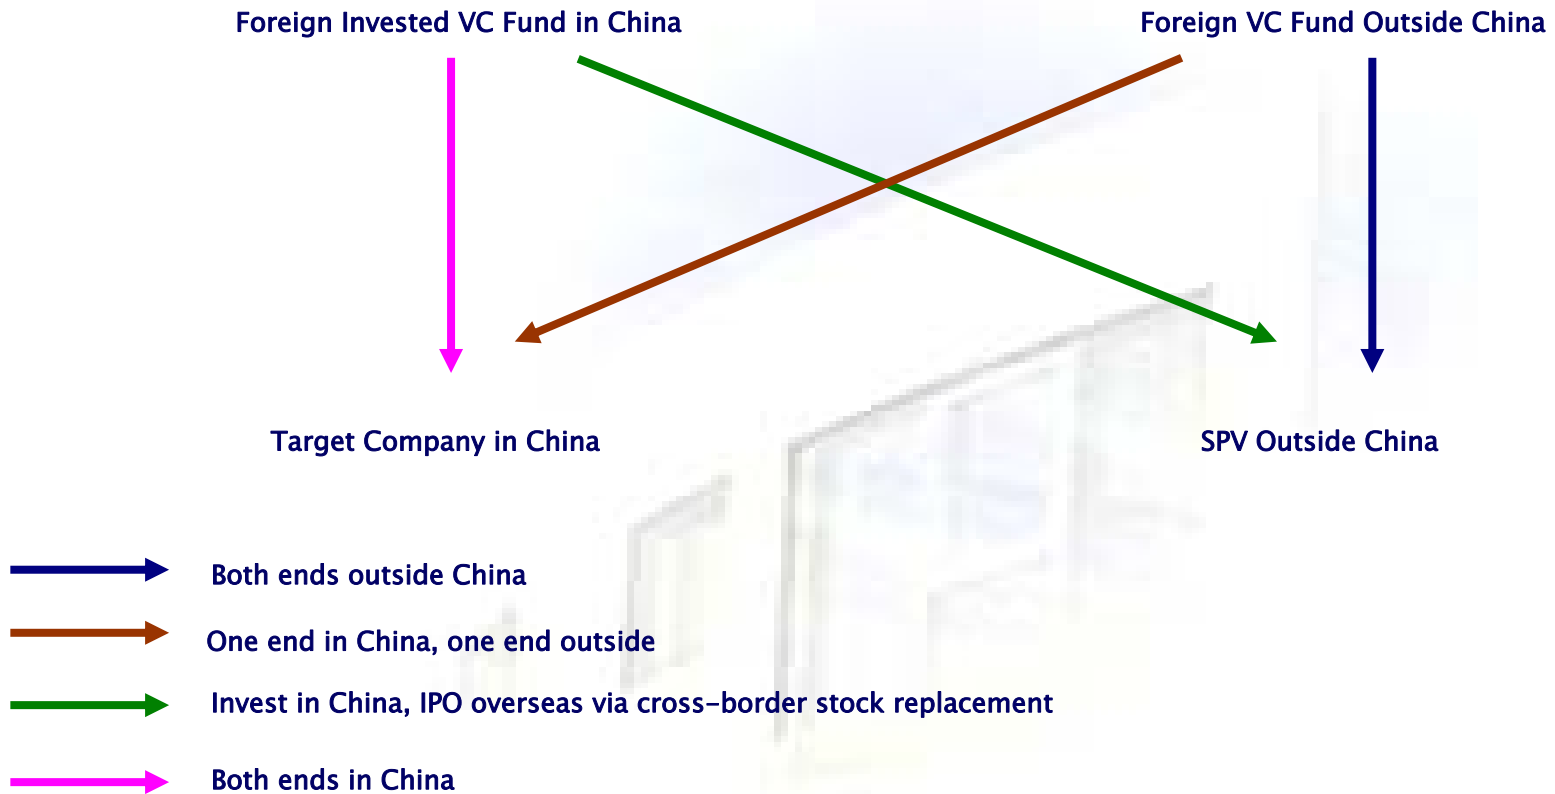 Foreign Invested VC Fund in China
Foreign VC Fund Outside China
Target Company in China
SPV Outside China
Both ends outside China
One end in China, one end outside
Invest in China, IPO overseas via cross-border stock replacement
Both ends in China